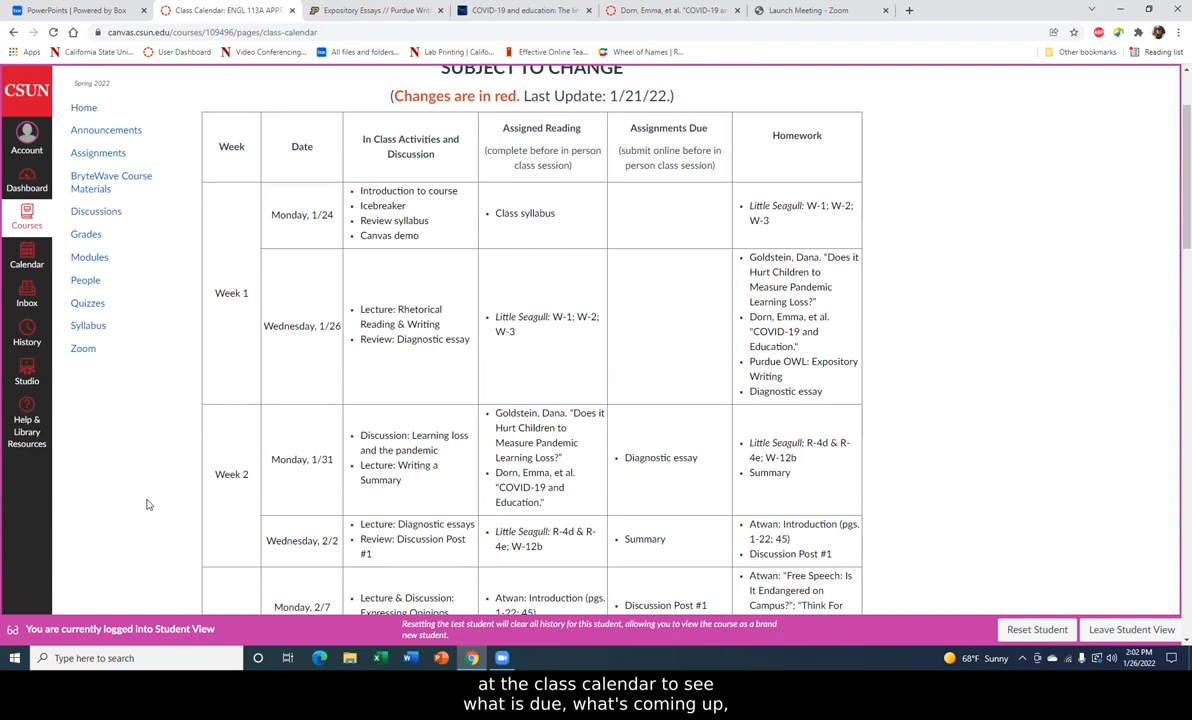 PowerPoints | Powered by Box
Class Calendar: ENGL 113A APPR
Expository Essays // Purdue Writ
COVID-19 and education: The lin
Dorn, Emma, et al. "COVID-19 an
Launch Meeting - Zoom
canvas.csun.edu/courses/109496/pages/class-calendar
Apps
California State Uni...
User Dashboard
Video Conferencing...
All files and folders...
Lab Printing | Califo...
Effective Online Tea...
Wheel of Names | R...
Other bookmarks
Reading list
CSUN
Account
Dashboard
Courses
Calendar
Inbox
History
Studio
Help &
Library
Resources
Spring 2022
Home
Announcements
Assignments
BryteWave Course
Materials
Discussions
Grades
Modules
People
Quizzes
Syllabus
Zoom
SUBJECT TO CHANGE
(Changes are in red. Last Update: 1/21/22.)
Week
Date
In Class Activities and
Discussion
Assigned Reading
(complete before in person
class session)
Assignments Due
(submit online before in
person class session)
Homework
Week 1
Monday, 1/24
• Introduction to course
• Icebreaker
• Review syllabus
• Canvas demo
• Class syllabus
• Little Seagull: W-1; W-2;
W-3
Wednesday, 1/26
• Lecture: Rhetorical
Reading & Writing
• Review: Diagnostic essay
• Little Seagull: W-1; W-2;
W-3
• Goldstein, Dana. "Does it
Hurt Children to
Measure Pandemic
Learning Loss?"
• Dorn, Emma, et al.
"COVID-19 and
Education."
• Purdue OWL: Expository
Writing
• Diagnostic essay
Week 2
Monday, 1/31
• Discussion: Learning loss
and the pandemic
• Lecture: Writing a
Summary
• Goldstein, Dana. "Does it
Hurt Children to
Measure Pandemic
Learning Loss?"
• Dorn, Emma, et al.
"COVID-19 and
Education."
• Diagnostic essay
• Little Seagull: R-4d & R-
4e; W-12b
• Summary
Wednesday, 2/2
• Lecture: Diagnostic essays
• Review: Discussion Post
#1
• Little Seagull: R-4d & R-
4e; W-12b
• Summary
• Atwan: Introduction (pgs.
1-22; 45)
• Discussion Post #1
Monday, 2/7
• Lecture & Discussion:
Expressing Opinions
• Atwan: Introduction (pgs.
1-22; 45)
• Discussion Post #1
• Atwan: "Free Speech: Is
It Endangered on
Campus?"; "Think For
You are currently logged into Student View
Resetting the test student will clear all history for this student, allowing you to view the course as a brand
new student.
Reset Student
Leave Student View
Type here to search
68°F Sunny
2:02 PM
1/26/2022
at the class calendar to see
what is due, what's coming up,